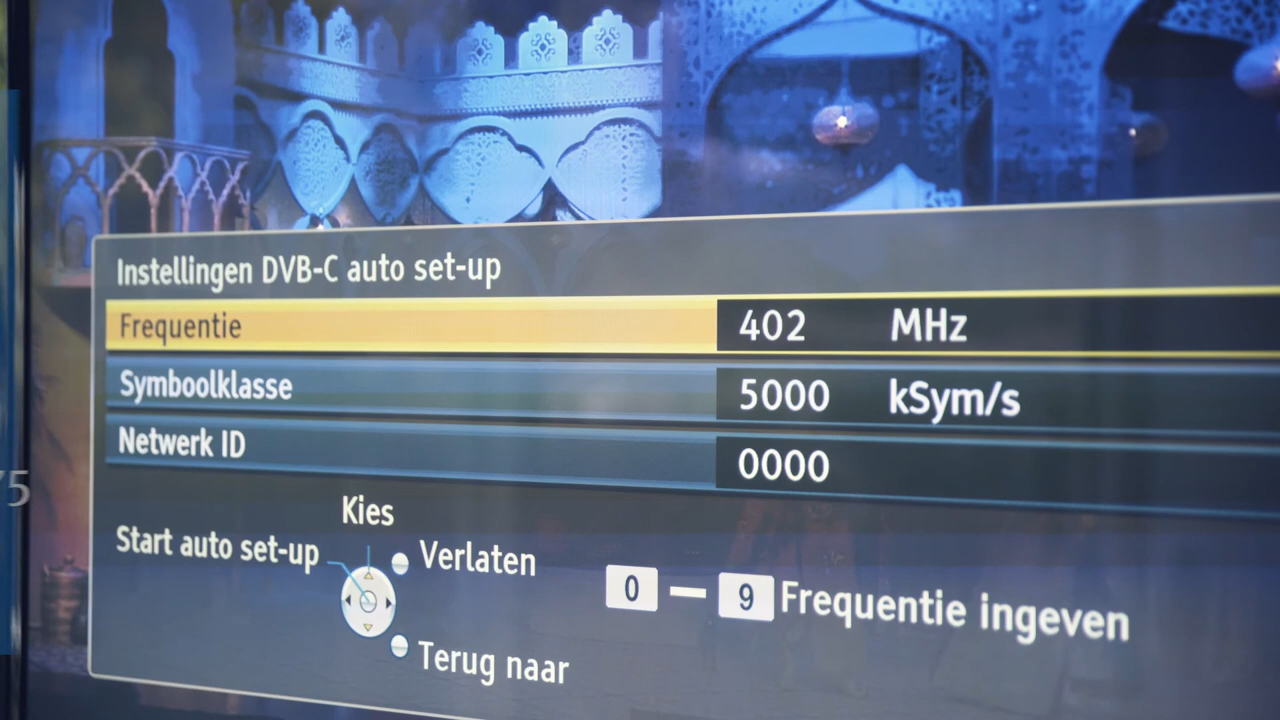 Instellingen DVB-C auto set-up
Frequentie 402 MHz
Symboolklasse 5000 kSym/s
Netwerk ID 0000
75
Kies
Start auto set-up
Verlaten
0 — 9 Frequentie ingeven
Terug naar